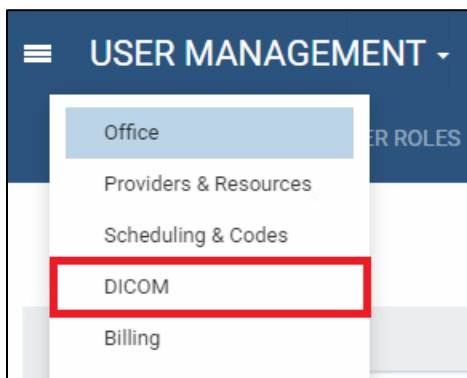 USER MANAGEMENT
Office
ER ROLES
Providers & Resources
Scheduling & Codes
DICOM
Billing